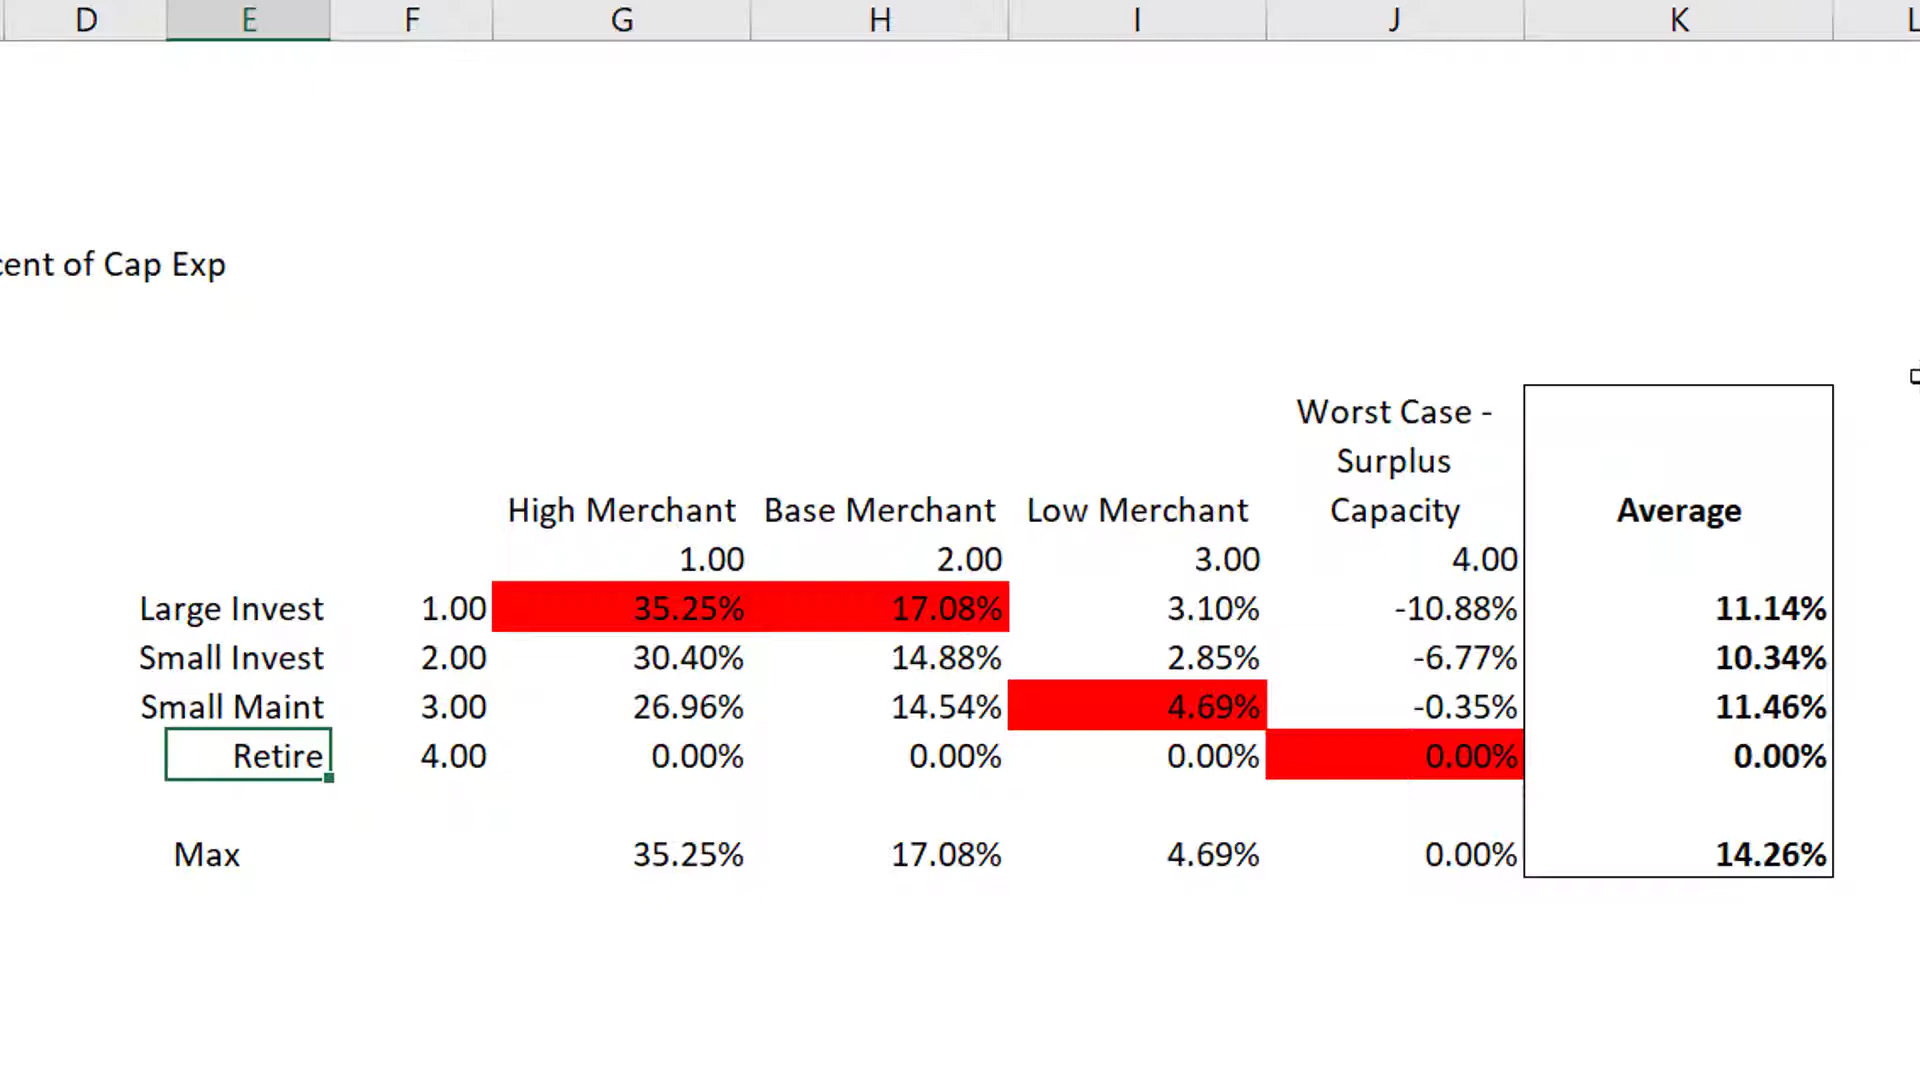 D E F G H I J K L
cent of Cap Exp
Worst Case -
Surplus
High Merchant Base Merchant Low Merchant Capacity Average
1.00 2.00 3.00 4.00
Large Invest 1.00 35.25% 17.08% 3.10% -10.88% 11.14%
Small Invest 2.00 30.40% 14.88% 2.85% -6.77% 10.34%
Small Maint 3.00 26.96% 14.54% 4.69% -0.35% 11.46%
Retire 4.00 0.00% 0.00% 0.00% 0.00% 0.00%
Max 35.25% 17.08% 4.69% 0.00% 14.26%